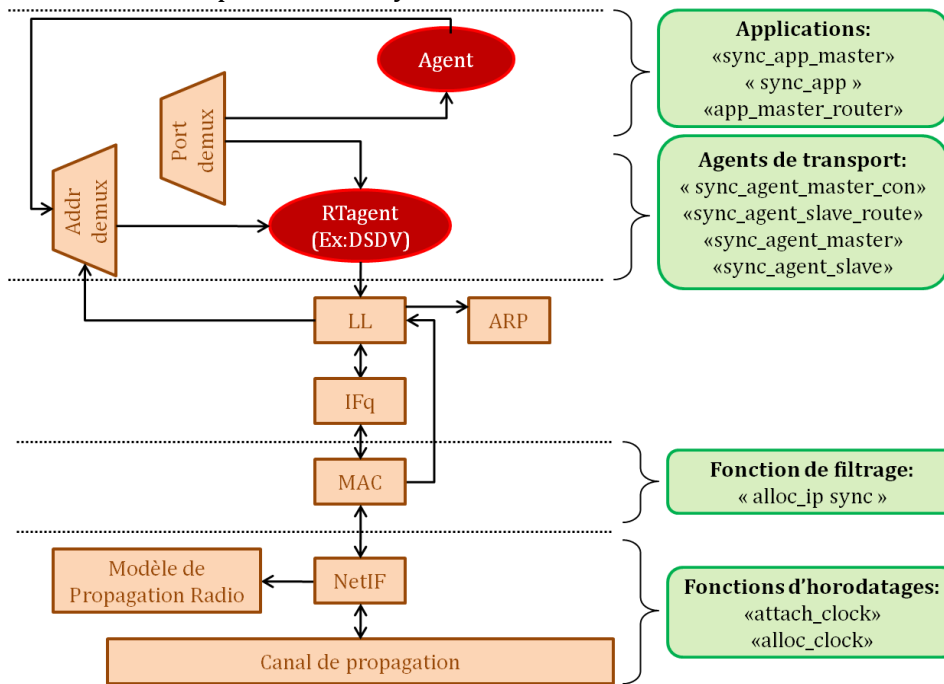 Applications:
«sync_app_master»
« sync_app »
«app_master_router»
Agent
Port
demux
Addr
demux
RTagent
(Ex:DSDV)
Agents de transport:
« sync_agent_master_con»
«sync_agent_slave_route»
«sync_agent_master»
«sync_agent_slave»
LL
ARP
IFq
MAC
Fonction de filtrage:
« alloc_ip sync »
Modèle de
Propagation Radio
NetIF
Fonctions d'horodatages:
«attach_clock»
«alloc_clock»
Canal de propagation